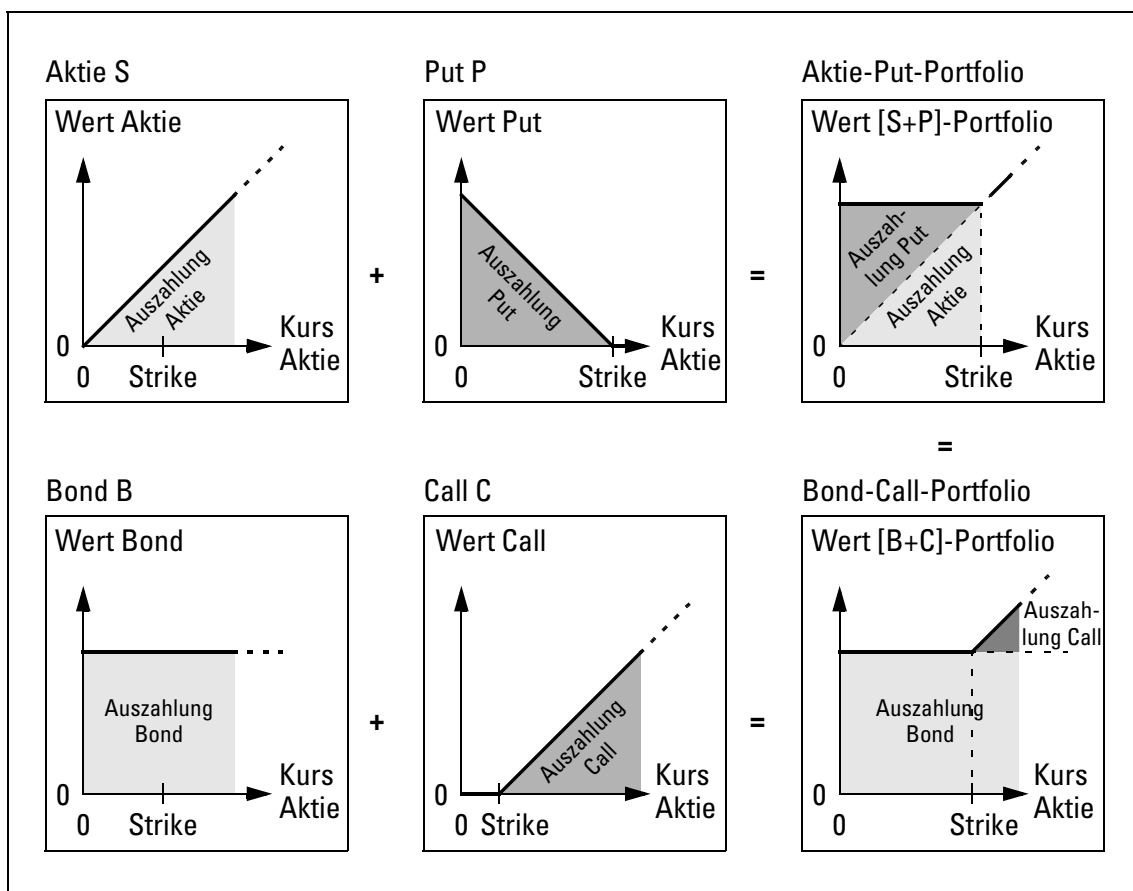 Aktie S
Wert Aktie
Auszahlung
Aktie
0
0
Strike
Kurs
Aktie
+
Put P
Wert Put
Auszahlung
Put
0
0
Strike
Kurs
Aktie
=
Aktie-Put-Portfolio
Wert [S+P]-Portfolio
Auszah-
lung Put
Auszahlung
Aktie
0
0
Strike
Kurs
Aktie
=
Bond B
Wert Bond
Auszahlung
Bond
0
0
Strike
Kurs
Aktie
+
Call C
Wert Call
Auszahlung
Call
0
0
Strike
Kurs
Aktie
=
Bond-Call-Portfolio
Wert [B+C]-Portfolio
Auszah-
lung Call
Auszahlung
Bond
0
0
Strike
Kurs
Aktie